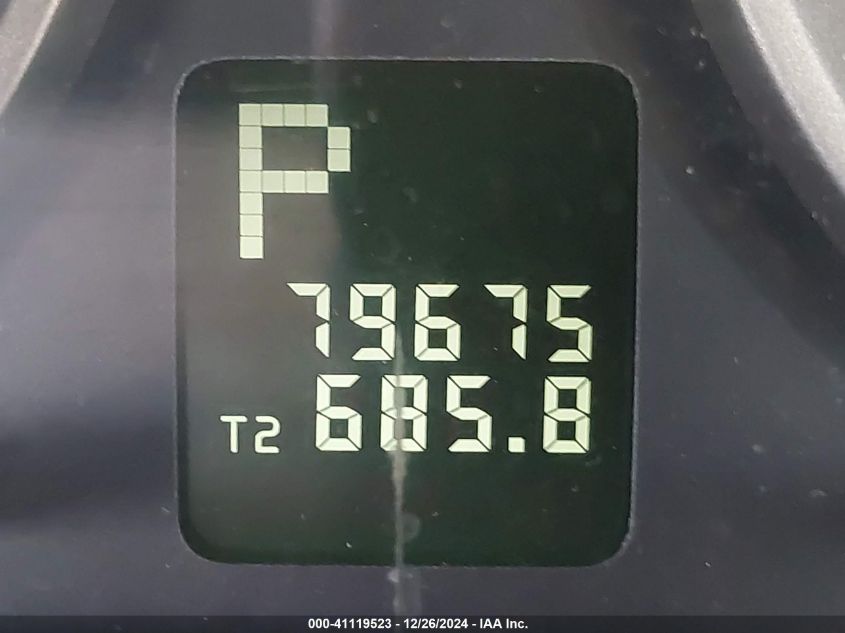 P
79675
T2 685.8
000-41119523 - 12/26/2024 - IAA Inc.